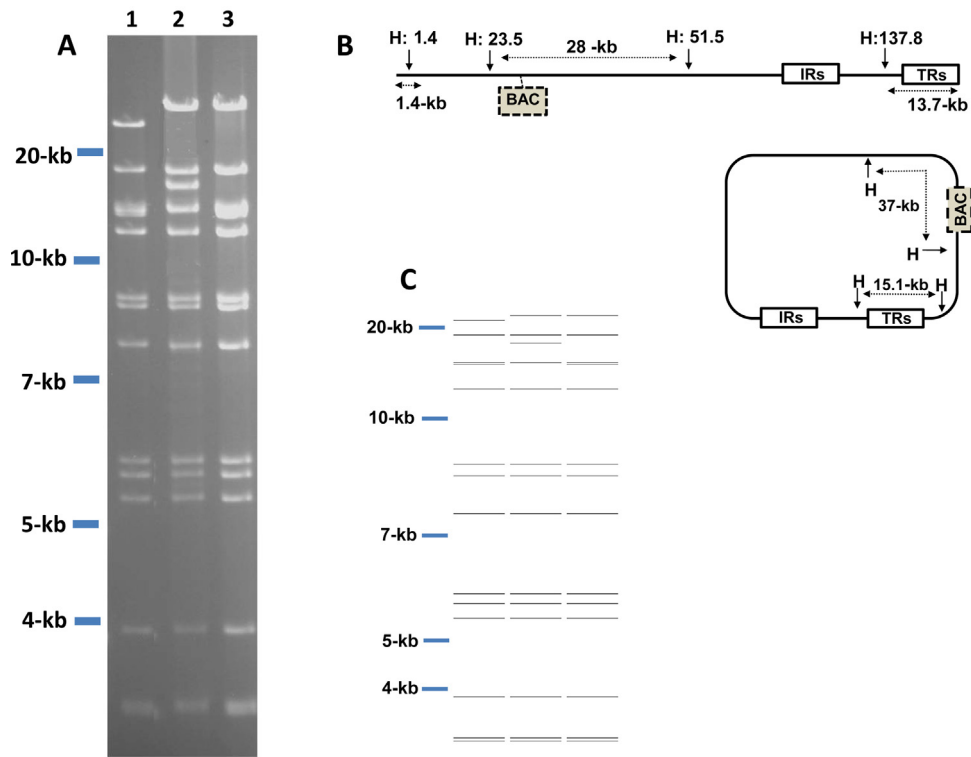 A
1 2 3
20-kb
10-kb
7-kb
5-kb
4-kb
B
H: 1.4
H: 23.5
28 -kb
H: 51.5
H:137.8
IRs
TRs
1.4-kb
BAC
13.7-kb
H
37-kb
BAC
H
H
15.1-kb
H
IRs
TRs
C
20-kb
10-kb
7-kb
5-kb
4-kb